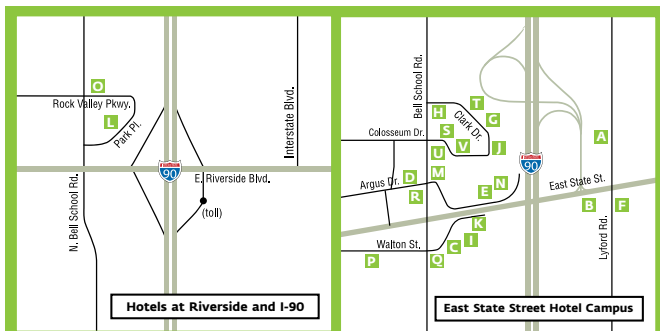 O
Rock Valley Pkwy.
L
Park Pl.
Interstate Blvd.
90
E. Riverside Blvd.
(toll)
N. Bell School Rd.
Hotels at Riverside and I-90
Bell School Rd.
H
T
G
Clark Dr.
S
Colosseum Dr.
V
U
J
A
90
M
D
Argus Dr.
R
E
N
East State St.
B
F
K
Walton St.
I
C
P
Q
Lyford Rd.
East State Street Hotel Campus